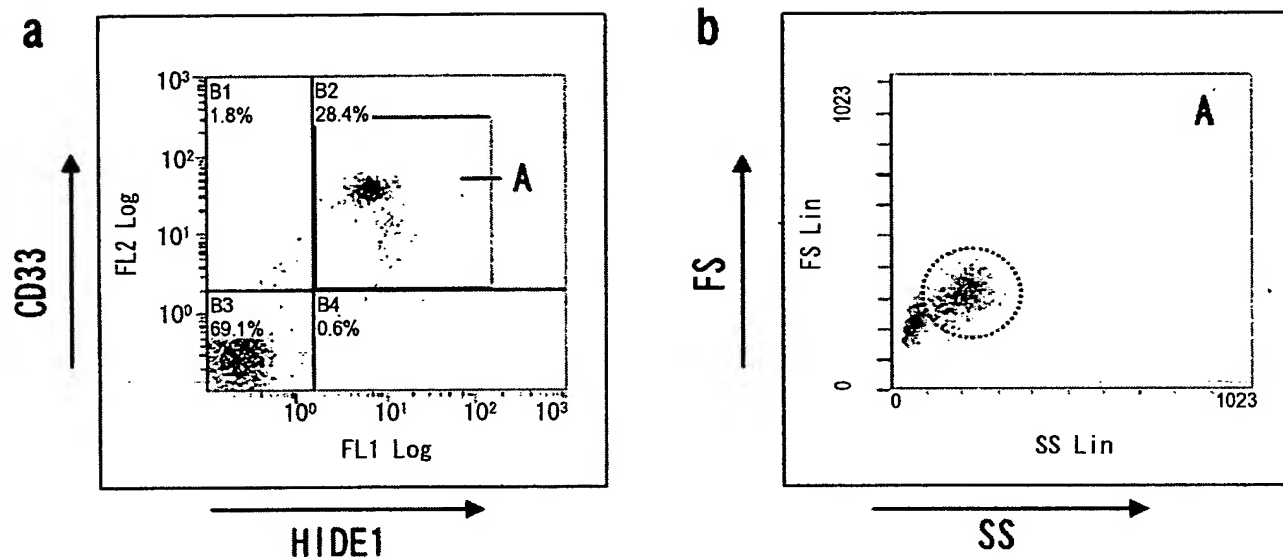 a
10³
B1
1.8%
B2
28.4%
10²
A
10¹
10⁰
B3
69.1%
B4
0.6%
FL2 Log
CD33
10⁰ 10¹ 10² 10³
FL1 Log
HIDE1
b
A
1023
FS Lin
FS
0
0 1023
SS Lin
SS